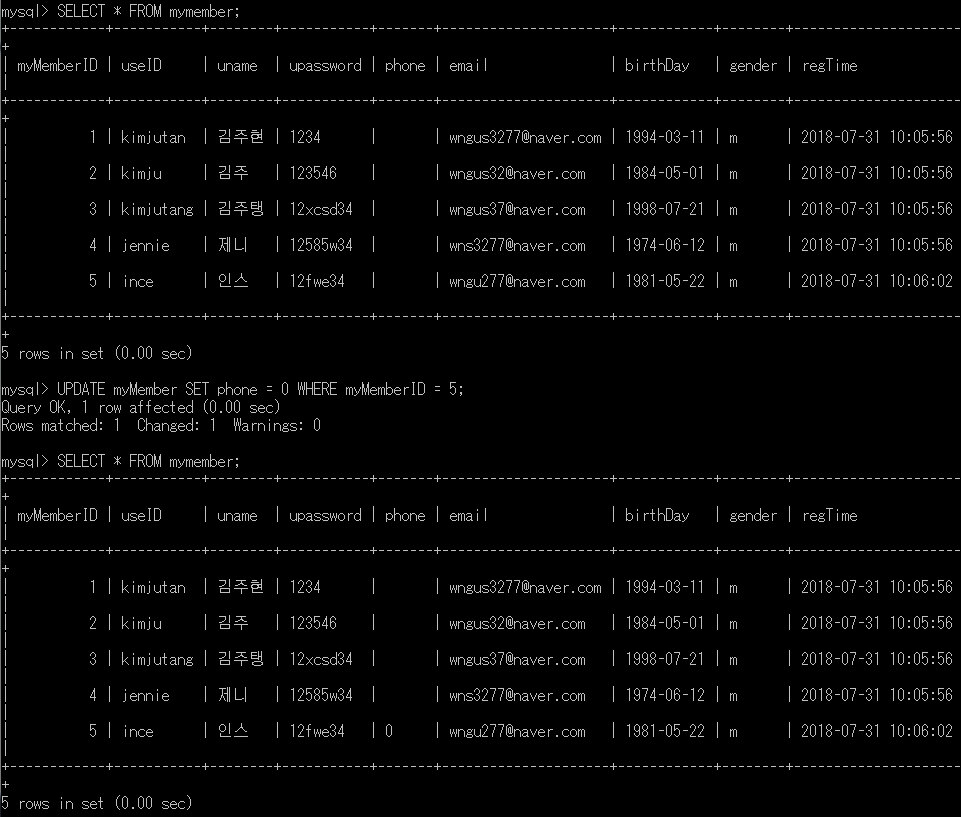 mysql> SELECT * FROM mymember;
+-----------+-----------+--------+-----------+-------+--------------------+------------+--------+---------------------
+
| myMemberID | useID | uname | upassword | phone | email | birthDay | gender | regTime
|
+-----------+-----------+--------+-----------+-------+--------------------+------------+--------+---------------------
+
| 1 | kimjutan | 김주현 | 1234 | | wngus3277@naver.com | 1994-03-11 | m | 2018-07-31 10:05:56
|
| 2 | kimju | 김주 | 123546 | | wngus32@naver.com | 1984-05-01 | m | 2018-07-31 10:05:56
|
| 3 | kimjutang | 김주탱 | 12xcsd34 | | wngus37@naver.com | 1998-07-21 | m | 2018-07-31 10:05:56
|
| 4 | jennie | 제니 | 12585w34 | | wns3277@naver.com | 1974-06-12 | m | 2018-07-31 10:05:56
|
| 5 | ince | 인스 | 12fwe34 | | wngu277@naver.com | 1981-05-22 | m | 2018-07-31 10:06:02
|
+-----------+-----------+--------+-----------+-------+--------------------+------------+--------+---------------------
+
5 rows in set (0.00 sec)
mysql> UPDATE myMember SET phone = 0 WHERE myMemberID = 5;
Query OK, 1 row affected (0.00 sec)
Rows matched: 1 Changed: 1 Warnings: 0
mysql> SELECT * FROM mymember;
+-----------+-----------+--------+-----------+-------+--------------------+------------+--------+---------------------
+
| myMemberID | useID | uname | upassword | phone | email | birthDay | gender | regTime
|
+-----------+-----------+--------+-----------+-------+--------------------+------------+--------+---------------------
+
| 1 | kimjutan | 김주현 | 1234 | | wngus3277@naver.com | 1994-03-11 | m | 2018-07-31 10:05:56
|
| 2 | kimju | 김주 | 123546 | | wngus32@naver.com | 1984-05-01 | m | 2018-07-31 10:05:56
|
| 3 | kimjutang | 김주탱 | 12xcsd34 | | wngus37@naver.com | 1998-07-21 | m | 2018-07-31 10:05:56
|
| 4 | jennie | 제니 | 12585w34 | | wns3277@naver.com | 1974-06-12 | m | 2018-07-31 10:05:56
|
| 5 | ince | 인스 | 12fwe34 | 0 | wngu277@naver.com | 1981-05-22 | m | 2018-07-31 10:06:02
|
+-----------+-----------+--------+-----------+-------+--------------------+------------+--------+---------------------
+
5 rows in set (0.00 sec)